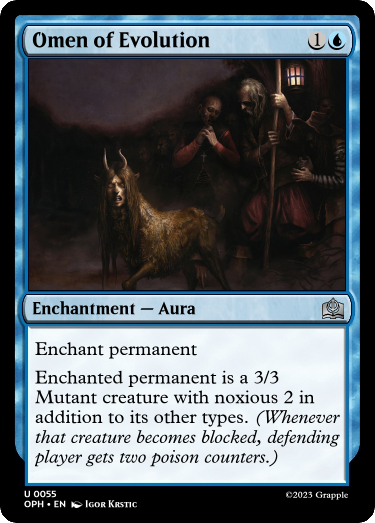 Omen of Evolution 1
Enchantment — Aura
Enchant permanent
Enchanted permanent is a 3/3
Mutant creature with noxious 2 in
addition to its other types. (Whenever
that creature becomes blocked, defending
player gets two poison counters.)
U 0055
OPH • EN Igor Krstic
©2023 Grapple